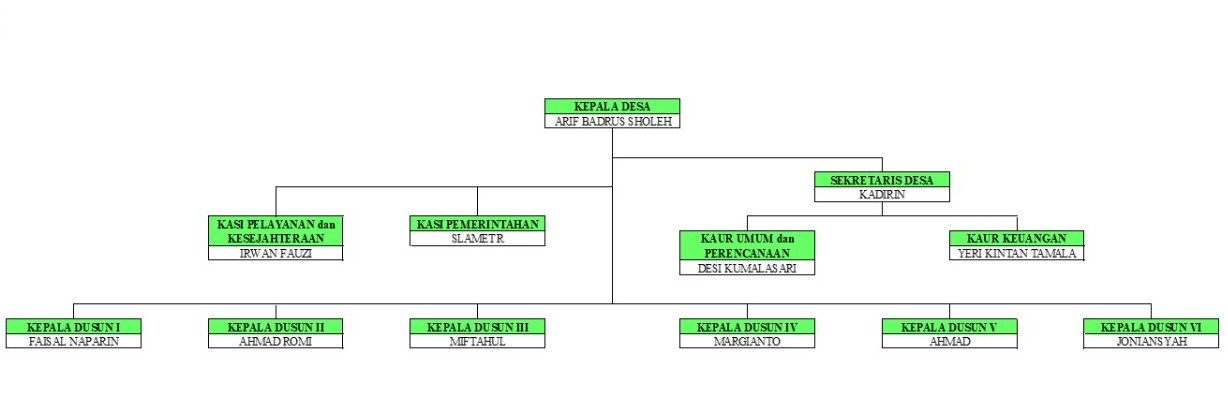 KEPALA DESA
ARIF BADRUS SHOLEH
SEKRETARIS DESA
KADIRIN
KASI PELAYANAN dan
KESEJAHTERAAN
IRWAN FAUZI
KASI PEMERINTAHAN
SLAMET R
KAUR UMUM dan
PERENCANAAN
DESI KUMALASARI
KAUR KEUANGAN
YERI KINTAN TAMALA
KEPALA DUSUN I
FAISAL NAPARIN
KEPALA DUSUN II
AHMAD ROMI
KEPALA DUSUN III
MIFTAHUL
KEPALA DUSUN IV
MARGIANTO
KEPALA DUSUN V
AHMAD
KEPALA DUSUN VI
JONIANSYAH